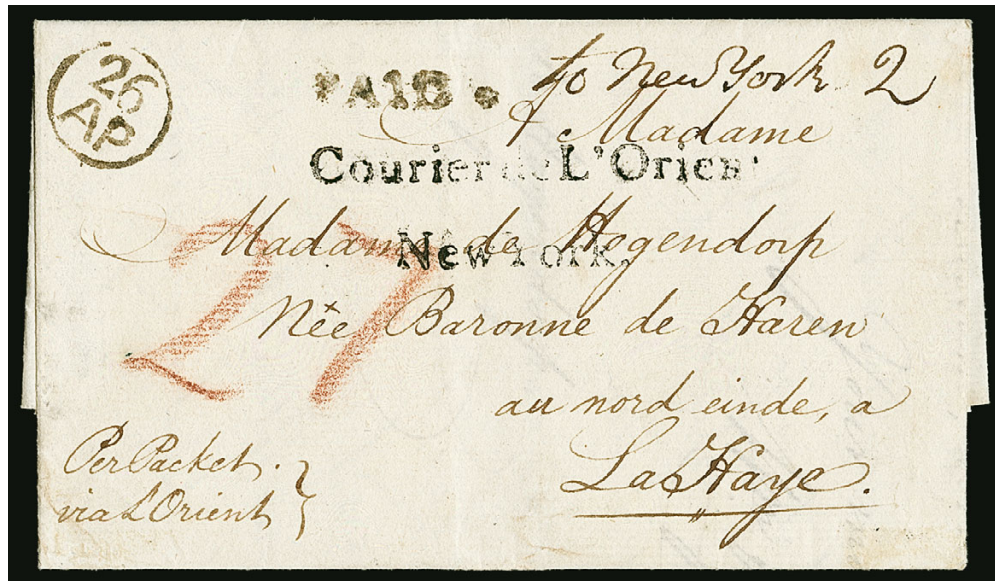 26
AP
PAID. to New York 2
Madame
Courier de L'Orient
Madame de Hogendorp
New York.
Née Baronne de Haren
au nord einde, a
La Haye.
27
Per Packet.
via L'Orient